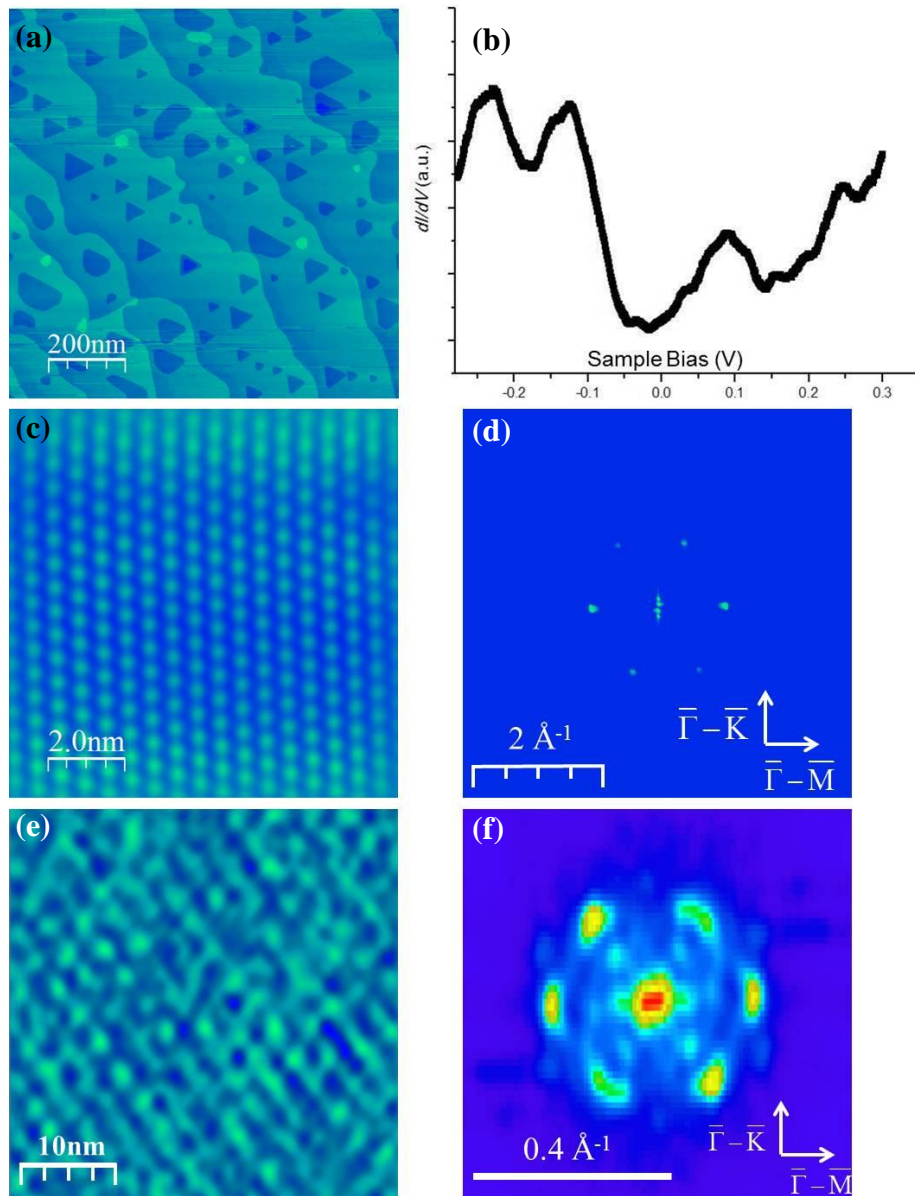 (a)
200nm
(b)
dI/dV (a.u.)
Sample Bias (V)
-0.2 -0.1 0.0 0.1 0.2 0.3
(c)
2.0nm
(d)
2 Å⁻¹
Γ̅ – K̅
Γ̅ – M̅
(e)
10nm
(f)
0.4 Å⁻¹
Γ̅ – K̅
Γ̅ – M̅